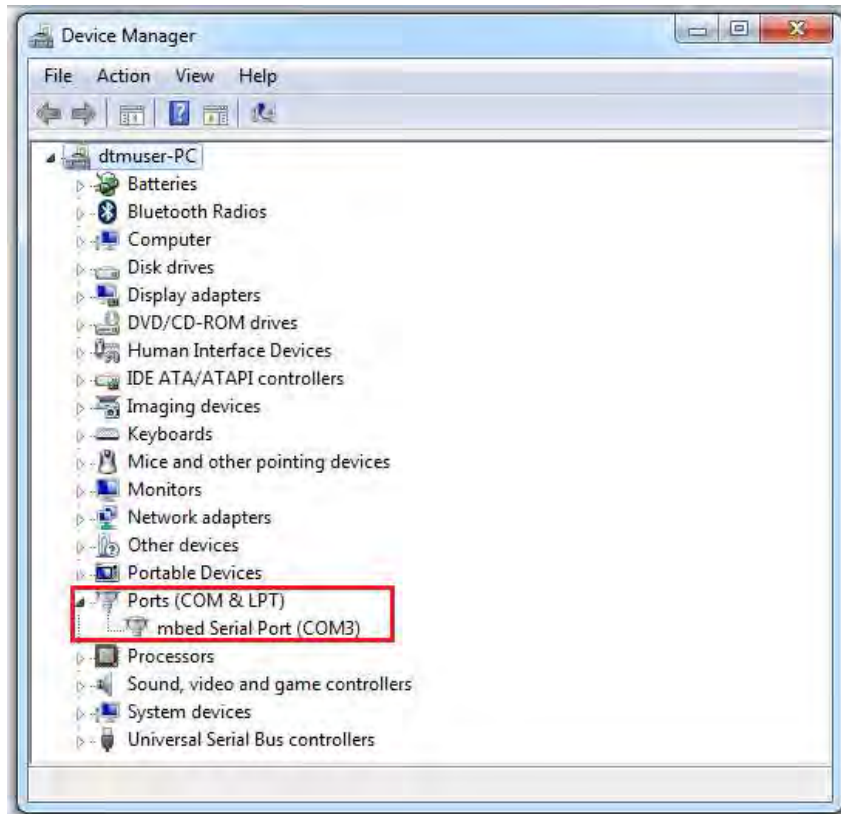 Device Manager
File Action View Help
dtmuser-PC
Batteries
Bluetooth Radios
Computer
Disk drives
Display adapters
DVD/CD-ROM drives
Human Interface Devices
IDE ATA/ATAPI controllers
Imaging devices
Keyboards
Mice and other pointing devices
Monitors
Network adapters
Other devices
Portable Devices
Ports (COM & LPT)
mbed Serial Port (COM3)
Processors
Sound, video and game controllers
System devices
Universal Serial Bus controllers